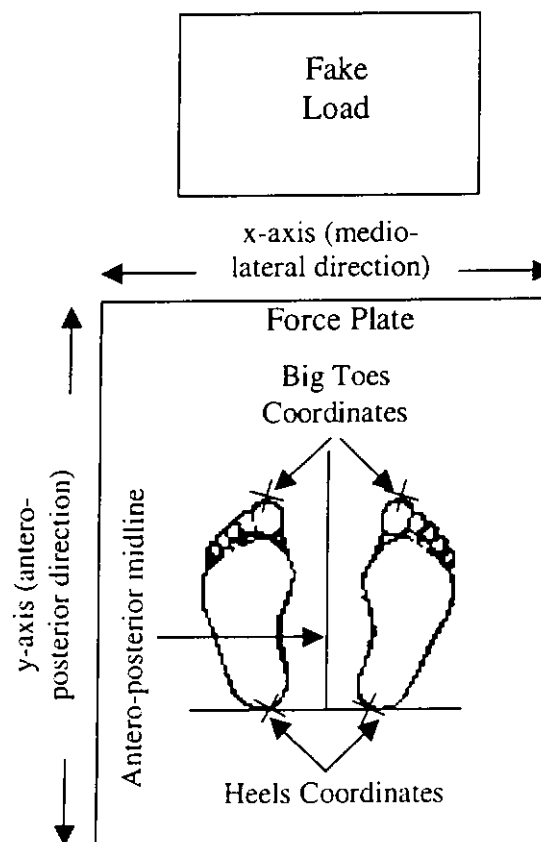 Fake
Load
x-axis (medio-
lateral direction)
Force Plate
Big Toes
Coordinates
y-axis (antero-
posterior direction)
Antero-posterior midline
Heels Coordinates